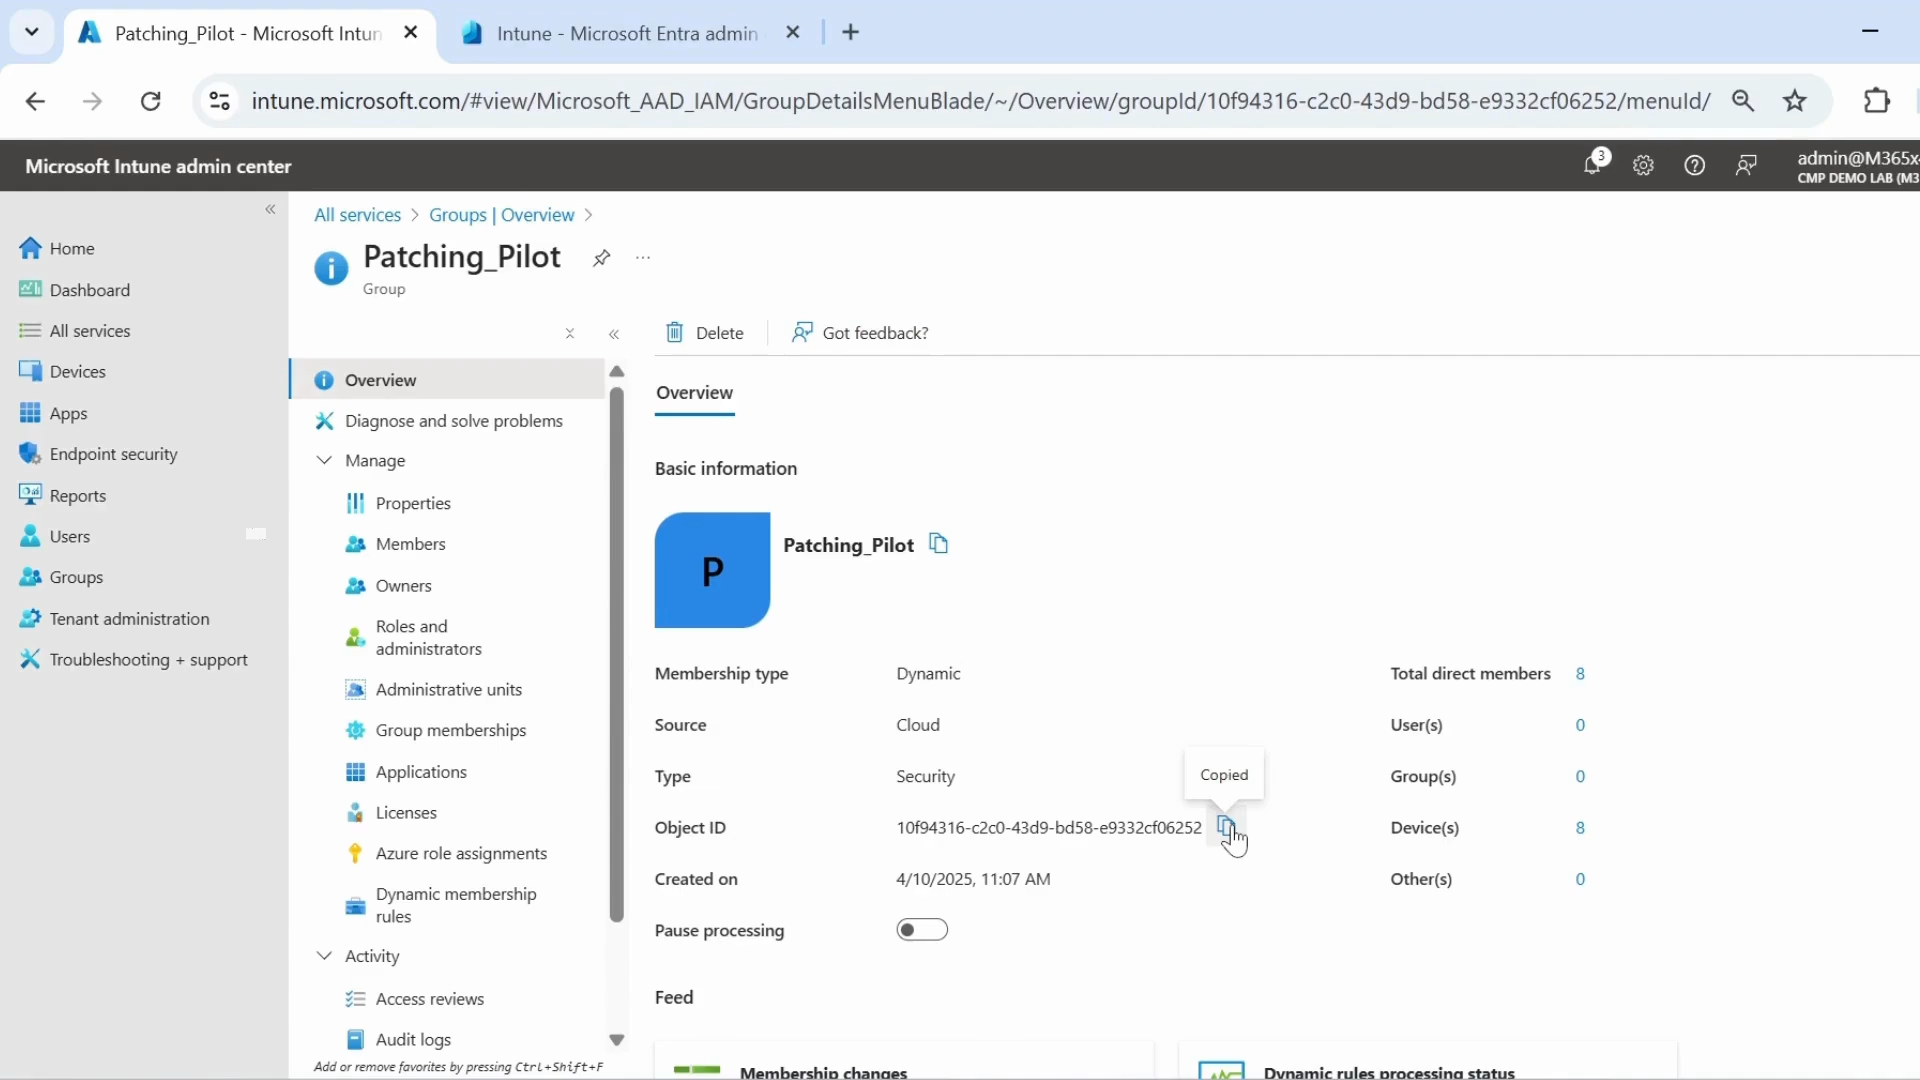 Patching_Pilot - Microsoft Intun
Intune - Microsoft Entra admin
intune.microsoft.com/#view/Microsoft_AAD_IAM/GroupDetailsMenuBlade/~/Overview/groupId/10f94316-c2c0-43d9-bd58-e9332cf06252/menuId/
Microsoft Intune admin center
3
admin@M365x
CMP DEMO LAB (M3
All services > Groups | Overview >
Patching_Pilot
...
Group
Home
Dashboard
All services
Devices
Apps
Endpoint security
Reports
Users
Groups
Tenant administration
Troubleshooting + support
Overview
Diagnose and solve problems
Manage
Properties
Members
Owners
Roles and
administrators
Administrative units
Group memberships
Applications
Licenses
Azure role assignments
Dynamic membership
rules
Activity
Access reviews
Audit logs
Add or remove favorites by pressing Ctrl+Shift+F
Delete
Got feedback?
Overview
Basic information
P
Patching_Pilot
Membership type Dynamic
Source Cloud
Type Security
Copied
Object ID 10f94316-c2c0-43d9-bd58-e9332cf06252
Created on 4/10/2025, 11:07 AM
Pause processing
Total direct members 8
User(s) 0
Group(s) 0
Device(s) 8
Other(s) 0
Feed
Membership changes
Dynamic rules processing status